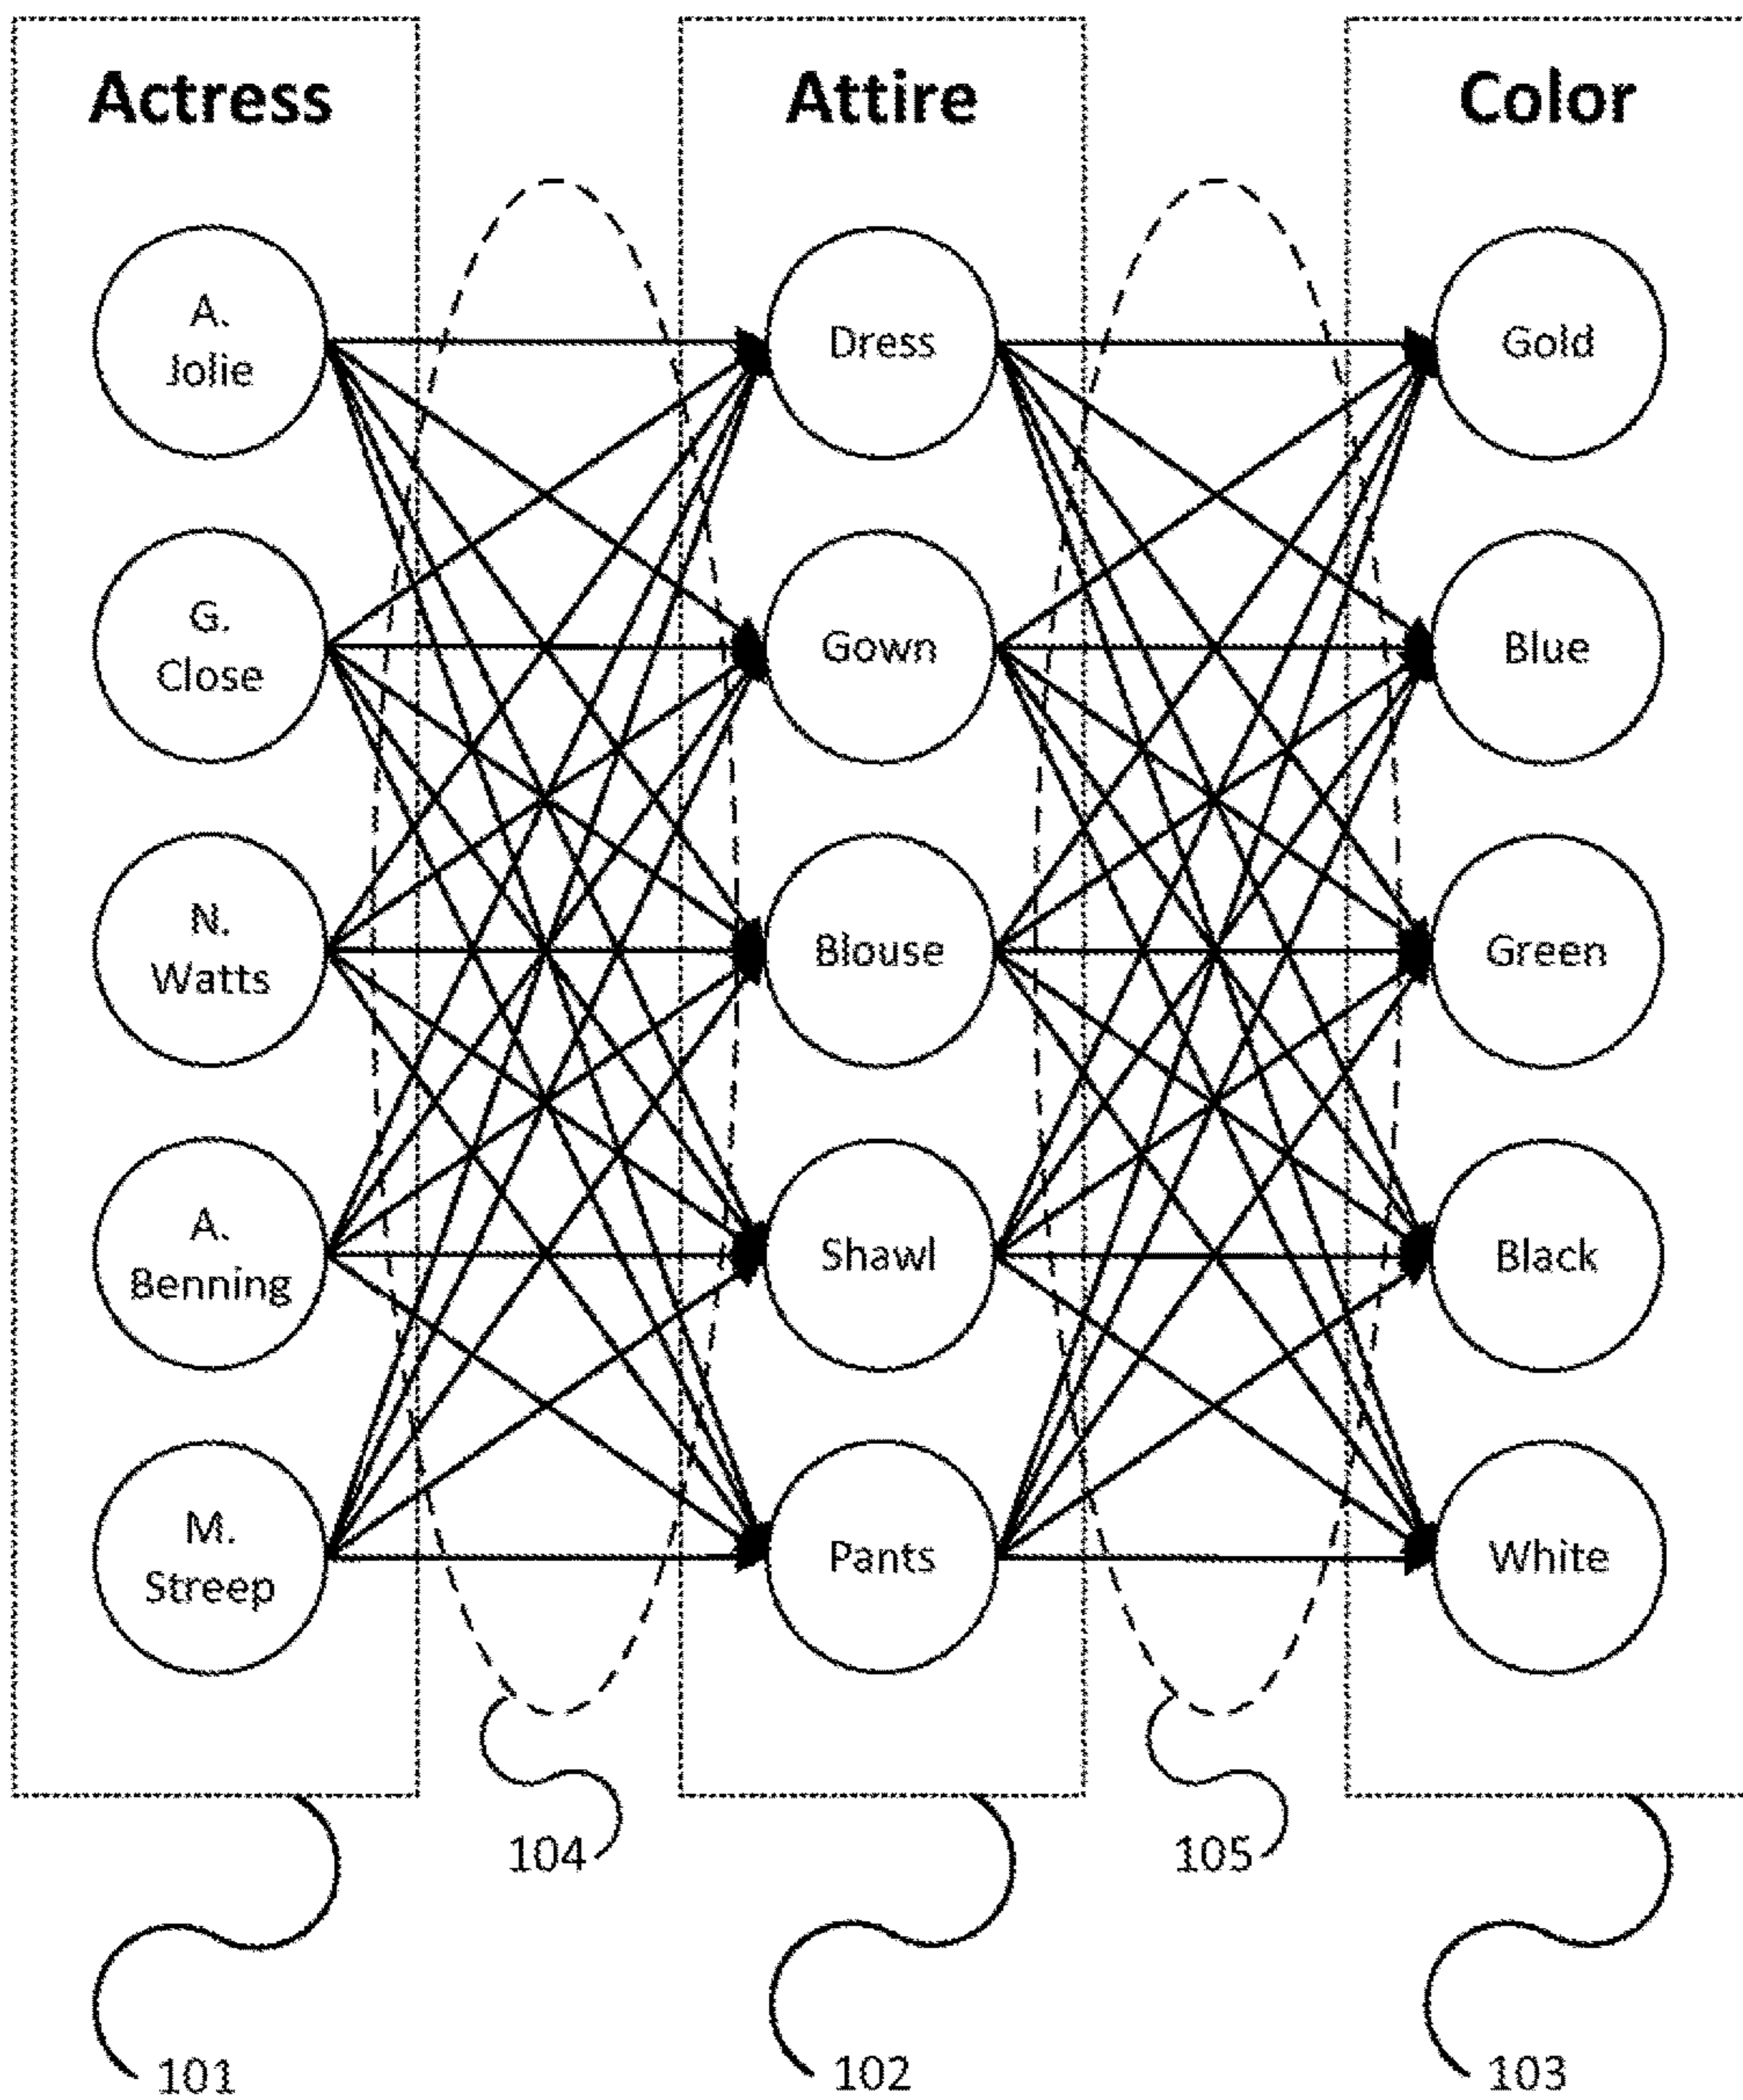 Actress
Attire
Color
A.
Jolie
Dress
Gold
G.
Close
Gown
Blue
N.
Watts
Blouse
Green
A.
Benning
Shawl
Black
M.
Streep
Pants
White
104
105
101
102
103